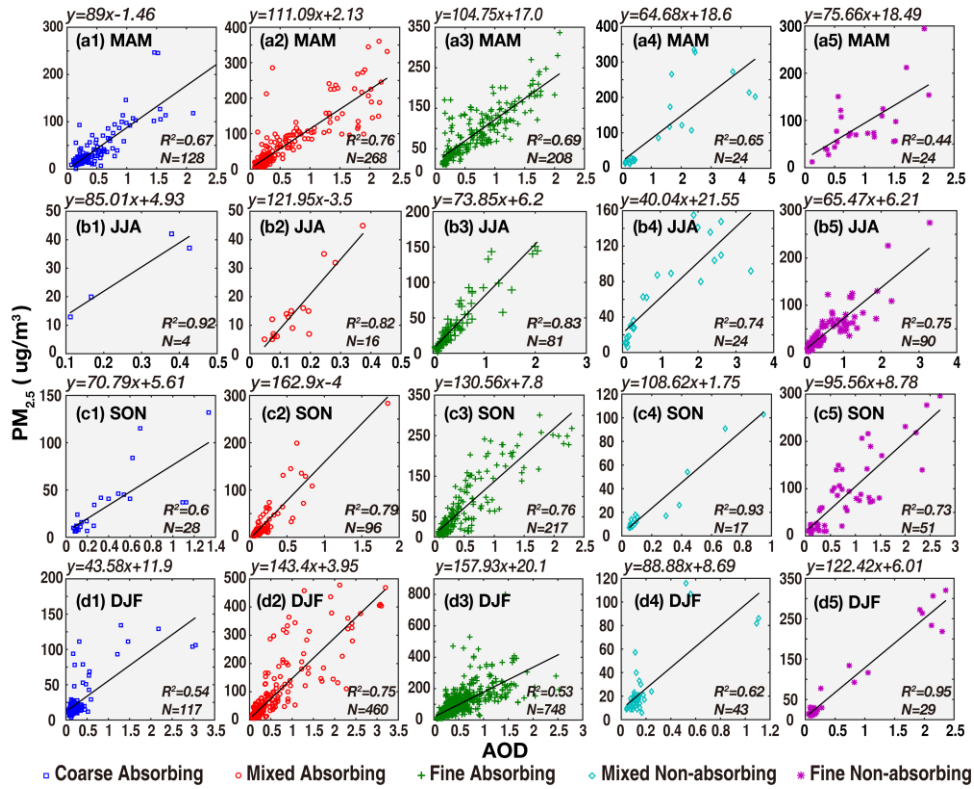 y=89x-1.46
y=111.09x+2.13
y=104.75x+17.0
y=64.68x+18.6
y=75.66x+18.49
(a1) MAM
(a2) MAM
(a3) MAM
(a4) MAM
(a5) MAM
R²=0.67
N=128
R²=0.76
N=268
R²=0.69
N=208
R²=0.65
N=24
R²=0.44
N=24
y=85.01x+4.93
y=121.95x-3.5
y=73.85x+6.2
y=40.04x+21.55
y=65.47x+6.21
(b1) JJA
(b2) JJA
(b3) JJA
(b4) JJA
(b5) JJA
R²=0.92
N=4
R²=0.82
N=16
R²=0.83
N=81
R²=0.74
N=24
R²=0.75
N=90
PM2.5 ( ug/m³)
y=70.79x+5.61
y=162.9x-4
y=130.56x+7.8
y=108.62x+1.75
y=95.56x+8.78
(c1) SON
(c2) SON
(c3) SON
(c4) SON
(c5) SON
R²=0.6
N=28
R²=0.79
N=96
R²=0.76
N=217
R²=0.93
N=17
R²=0.73
N=51
y=43.58x+11.9
y=143.4x+3.95
y=157.93x+20.1
y=88.88x+8.69
y=122.42x+6.01
(d1) DJF
(d2) DJF
(d3) DJF
(d4) DJF
(d5) DJF
R²=0.54
N=117
R²=0.75
N=460
R²=0.53
N=748
R²=0.62
N=43
R²=0.95
N=29
AOD
Coarse Absorbing
Mixed Absorbing
Fine Absorbing
Mixed Non-absorbing
Fine Non-absorbing